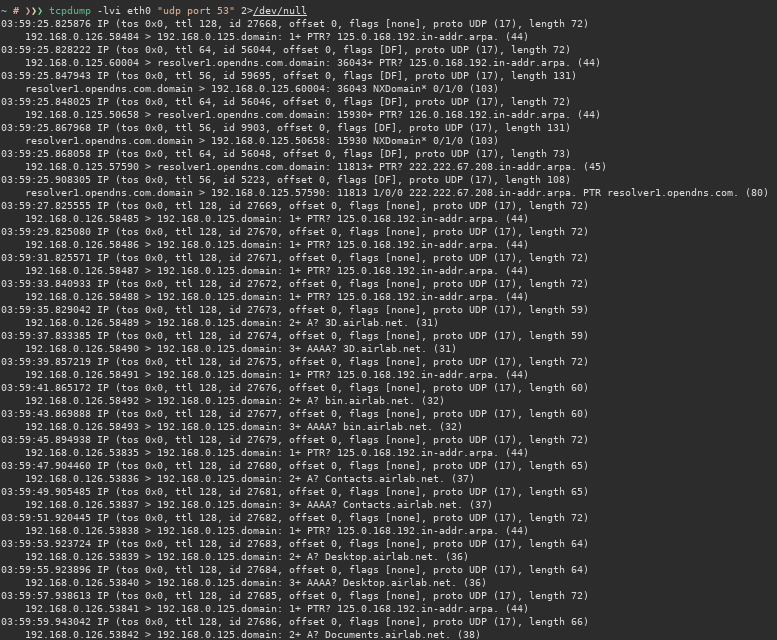 ~ # ❯❯❯ tcpdump -lvi eth0 "udp port 53" 2>/dev/null
03:59:25.825876 IP (tos 0x0, ttl 128, id 27668, offset 0, flags [none], proto UDP (17), length 72)
192.168.0.126.58484 > 192.168.0.125.domain: 1+ PTR? 125.0.168.192.in-addr.arpa. (44)
03:59:25.828222 IP (tos 0x0, ttl 64, id 56044, offset 0, flags [DF], proto UDP (17), length 72)
192.168.0.125.60004 > resolver1.opendns.com.domain: 36043+ PTR? 125.0.168.192.in-addr.arpa. (44)
03:59:25.847943 IP (tos 0x0, ttl 56, id 59695, offset 0, flags [DF], proto UDP (17), length 131)
resolver1.opendns.com.domain > 192.168.0.125.60004: 36043 NXDomain* 0/1/0 (103)
03:59:25.848025 IP (tos 0x0, ttl 64, id 56046, offset 0, flags [DF], proto UDP (17), length 72)
192.168.0.125.50658 > resolver1.opendns.com.domain: 15930+ PTR? 126.0.168.192.in-addr.arpa. (44)
03:59:25.867968 IP (tos 0x0, ttl 56, id 9903, offset 0, flags [DF], proto UDP (17), length 131)
resolver1.opendns.com.domain > 192.168.0.125.50658: 15930 NXDomain* 0/1/0 (103)
03:59:25.868058 IP (tos 0x0, ttl 64, id 56048, offset 0, flags [DF], proto UDP (17), length 73)
192.168.0.125.57590 > resolver1.opendns.com.domain: 11813+ PTR? 222.222.67.208.in-addr.arpa. (45)
03:59:25.908305 IP (tos 0x0, ttl 56, id 5223, offset 0, flags [DF], proto UDP (17), length 108)
resolver1.opendns.com.domain > 192.168.0.125.57590: 11813 1/0/0 222.222.67.208.in-addr.arpa. PTR resolver1.opendns.com. (80)
03:59:27.825555 IP (tos 0x0, ttl 128, id 27669, offset 0, flags [none], proto UDP (17), length 72)
192.168.0.126.58485 > 192.168.0.125.domain: 1+ PTR? 125.0.168.192.in-addr.arpa. (44)
03:59:29.825080 IP (tos 0x0, ttl 128, id 27670, offset 0, flags [none], proto UDP (17), length 72)
192.168.0.126.58486 > 192.168.0.125.domain: 1+ PTR? 125.0.168.192.in-addr.arpa. (44)
03:59:31.825571 IP (tos 0x0, ttl 128, id 27671, offset 0, flags [none], proto UDP (17), length 72)
192.168.0.126.58487 > 192.168.0.125.domain: 1+ PTR? 125.0.168.192.in-addr.arpa. (44)
03:59:33.840933 IP (tos 0x0, ttl 128, id 27672, offset 0, flags [none], proto UDP (17), length 72)
192.168.0.126.58488 > 192.168.0.125.domain: 1+ PTR? 125.0.168.192.in-addr.arpa. (44)
03:59:35.829042 IP (tos 0x0, ttl 128, id 27673, offset 0, flags [none], proto UDP (17), length 59)
192.168.0.126.58489 > 192.168.0.125.domain: 2+ A? 3D.airlab.net. (31)
03:59:37.833385 IP (tos 0x0, ttl 128, id 27674, offset 0, flags [none], proto UDP (17), length 59)
192.168.0.126.58490 > 192.168.0.125.domain: 3+ AAAA? 3D.airlab.net. (31)
03:59:39.857219 IP (tos 0x0, ttl 128, id 27675, offset 0, flags [none], proto UDP (17), length 72)
192.168.0.126.58491 > 192.168.0.125.domain: 1+ PTR? 125.0.168.192.in-addr.arpa. (44)
03:59:41.865172 IP (tos 0x0, ttl 128, id 27676, offset 0, flags [none], proto UDP (17), length 60)
192.168.0.126.58492 > 192.168.0.125.domain: 2+ A? bin.airlab.net. (32)
03:59:43.869888 IP (tos 0x0, ttl 128, id 27677, offset 0, flags [none], proto UDP (17), length 60)
192.168.0.126.58493 > 192.168.0.125.domain: 3+ AAAA? bin.airlab.net. (32)
03:59:45.894938 IP (tos 0x0, ttl 128, id 27679, offset 0, flags [none], proto UDP (17), length 72)
192.168.0.126.53835 > 192.168.0.125.domain: 1+ PTR? 125.0.168.192.in-addr.arpa. (44)
03:59:47.904460 IP (tos 0x0, ttl 128, id 27680, offset 0, flags [none], proto UDP (17), length 65)
192.168.0.126.53836 > 192.168.0.125.domain: 2+ A? Contacts.airlab.net. (37)
03:59:49.905485 IP (tos 0x0, ttl 128, id 27681, offset 0, flags [none], proto UDP (17), length 65)
192.168.0.126.53837 > 192.168.0.125.domain: 3+ AAAA? Contacts.airlab.net. (37)
03:59:51.920445 IP (tos 0x0, ttl 128, id 27682, offset 0, flags [none], proto UDP (17), length 72)
192.168.0.126.53838 > 192.168.0.125.domain: 1+ PTR? 125.0.168.192.in-addr.arpa. (44)
03:59:53.923724 IP (tos 0x0, ttl 128, id 27683, offset 0, flags [none], proto UDP (17), length 64)
192.168.0.126.53839 > 192.168.0.125.domain: 2+ A? Desktop.airlab.net. (36)
03:59:55.923896 IP (tos 0x0, ttl 128, id 27684, offset 0, flags [none], proto UDP (17), length 64)
192.168.0.126.53840 > 192.168.0.125.domain: 3+ AAAA? Desktop.airlab.net. (36)
03:59:57.938613 IP (tos 0x0, ttl 128, id 27685, offset 0, flags [none], proto UDP (17), length 72)
192.168.0.126.53841 > 192.168.0.125.domain: 1+ PTR? 125.0.168.192.in-addr.arpa. (44)
03:59:59.943042 IP (tos 0x0, ttl 128, id 27686, offset 0, flags [none], proto UDP (17), length 66)
192.168.0.126.53842 > 192.168.0.125.domain: 2+ A? Documents.airlab.net. (38)